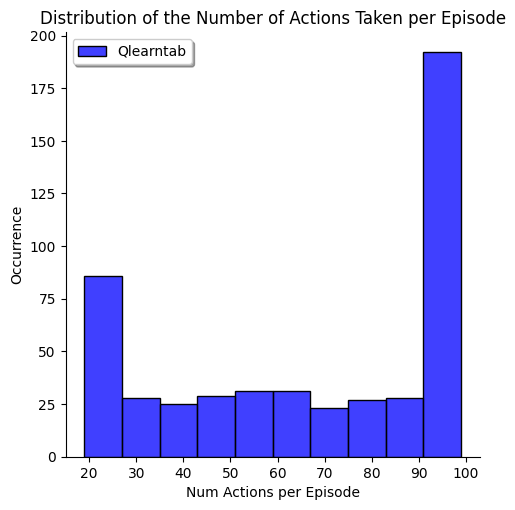 Distribution of the Number of Actions Taken per Episode
Qlearntab
200
175
150
125
100
75
50
25
0
Occurrence
20 30 40 50 60 70 80 90 100
Num Actions per Episode